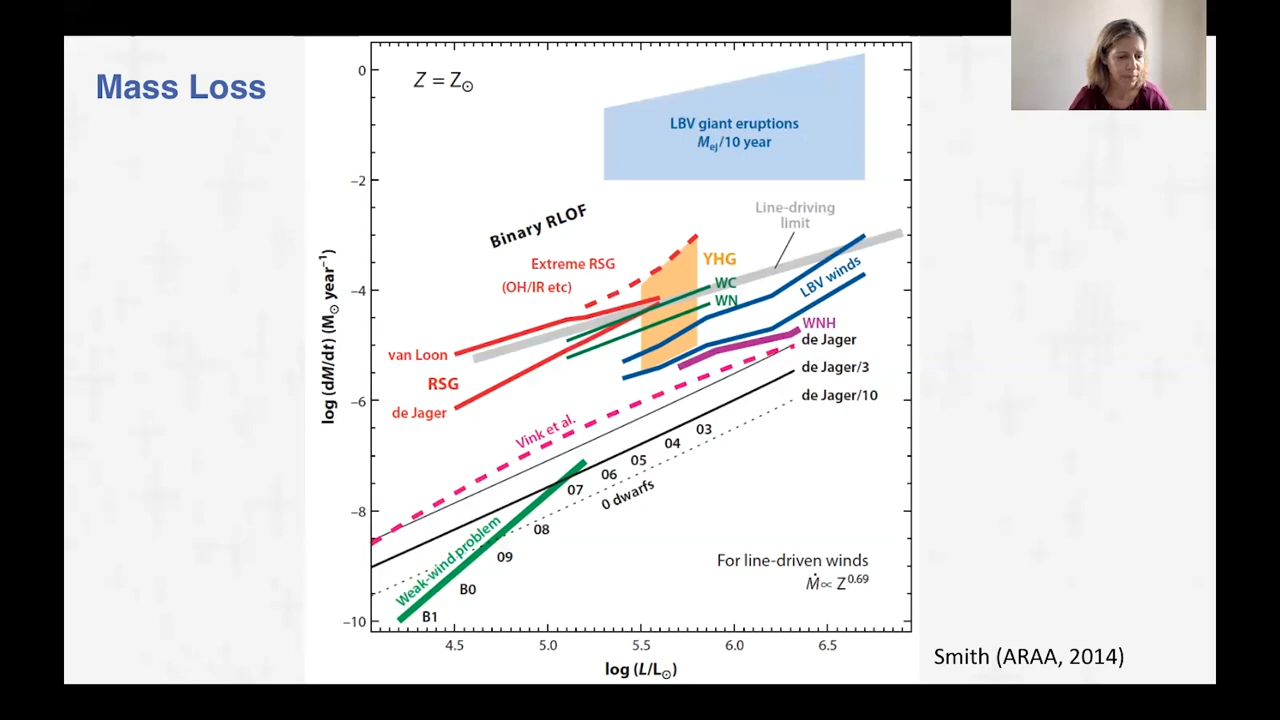 Mass Loss
Z = Z☉
LBV giant eruptions
Mej/10 year
Line-driving
limit
Binary RLOF
Extreme RSG
(OH/IR etc)
YHG
WC
WN
LBV winds
WNH
van Loon
RSG
de Jager
de Jager
de Jager/3
de Jager/10
Vink et al.
03
04
05
06
07
08
09
B0
B1
0 dwarfs
Weak-wind problem
For line-driven winds
Ṁ∝ Z0.69
0
−2
−4
−6
−8
−10
log (dM/dt) (M☉ year−1)
4.5 5.0 5.5 6.0 6.5
log (L/L☉)
Smith (ARAA, 2014)